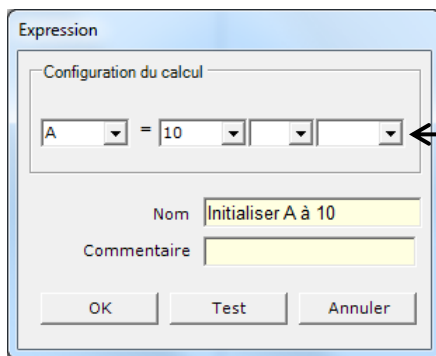 Expression
Configuration du calcul
A = 10
Nom Initialiser A à 10
Commentaire
OK Test Annuler